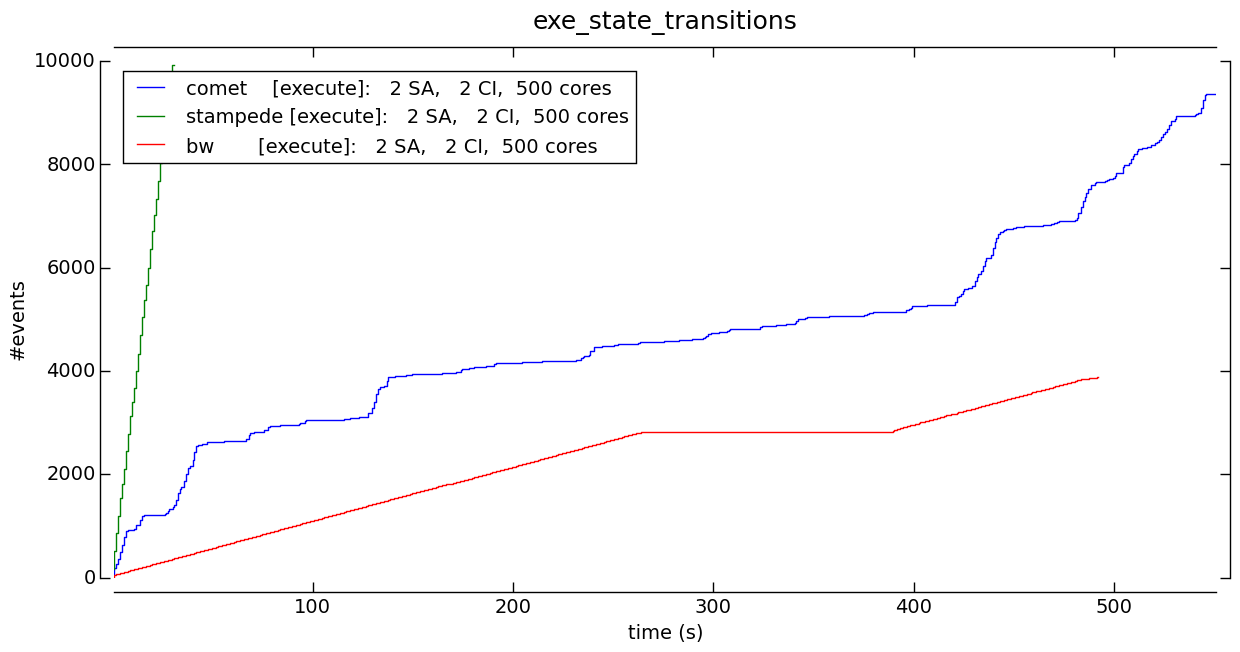 exe_state_transitions
10000
8000
6000
4000
2000
0
#events
comet [execute]: 2 SA, 2 CI, 500 cores
stampede [execute]: 2 SA, 2 CI, 500 cores
bw [execute]: 2 SA, 2 CI, 500 cores
100 200 300 400 500
time (s)